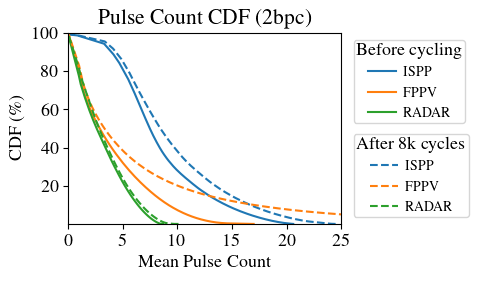 Pulse Count CDF (2bpc)
CDF (%)
100
80
60
40
20
0
5
10
15
20
25
Mean Pulse Count
Before cycling
ISPP
FPPV
RADAR
After 8k cycles
ISPP
FPPV
RADAR